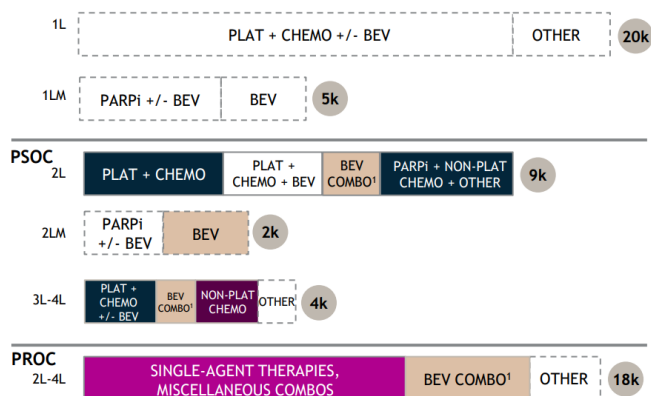 1L
PLAT + CHEMO +/- BEV
OTHER
20k
1LM
PARPi +/- BEV
BEV
5k
PSOC
2L
PLAT + CHEMO
PLAT +
CHEMO + BEV
BEV
COMBO¹
PARPi + NON-PLAT
CHEMO + OTHER
9k
2LM
PARPi
+/- BEV
BEV
2k
3L-4L
PLAT +
CHEMO
+/- BEV
BEV
COMBO¹
NON-PLAT
CHEMO
OTHER
4k
PROC
2L-4L
SINGLE-AGENT THERAPIES,
MISCELLANEOUS COMBOS
BEV COMBO¹
OTHER
18k